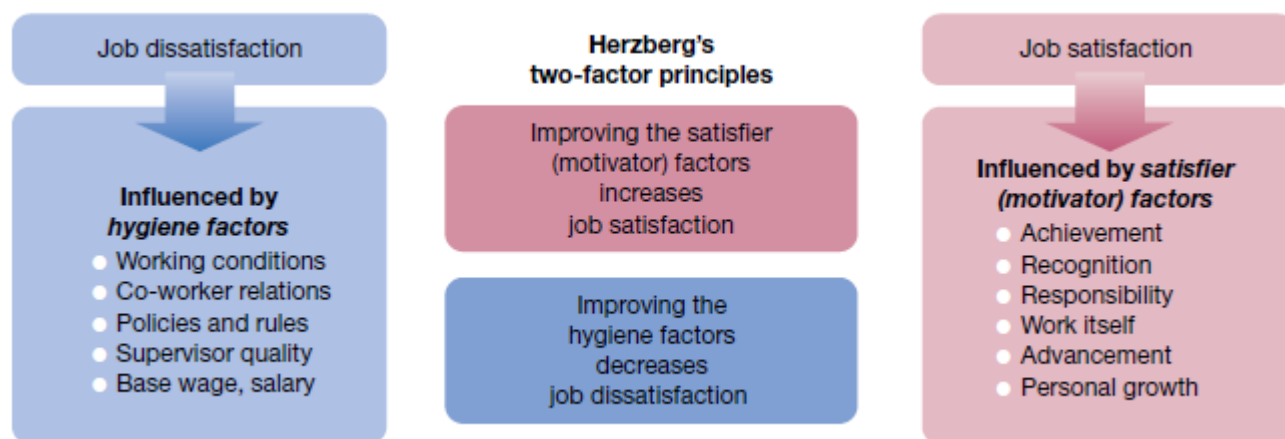 Job dissatisfaction
Influenced by
hygiene factors
Working conditions
Co-worker relations
Policies and rules
Supervisor quality
Base wage, salary
Herzberg's
two-factor principles
Improving the satisfier
(motivator) factors
increases
job satisfaction
Improving the
hygiene factors
decreases
job dissatisfaction
Job satisfaction
Influenced by satisfier
(motivator) factors
Achievement
Recognition
Responsibility
Work itself
Advancement
Personal growth